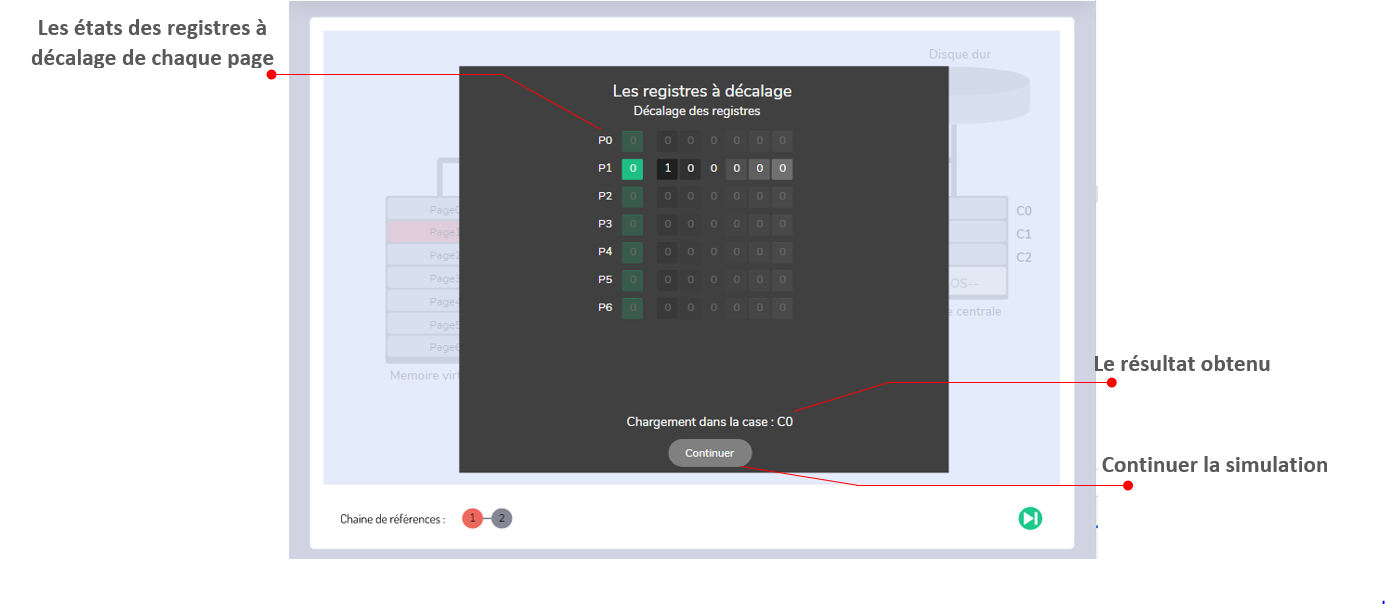 Les états des registres à
décalage de chaque page
Disque dur
Les registres à décalage
Décalage des registres
P0 0 0 0 0 0 0 0
P1 0 1 0 0 0 0 0
P2 0 0 0 0 0 0 0
P3 0 0 0 0 0 0 0
P4 0 0 0 0 0 0 0
P5 0 0 0 0 0 0 0
P6 0 0 0 0 0 0 0
Page
Page1
Page2
Page3
Page4
Page5
Page6
Memoire virt
C0
C1
C2
OS--
e centrale
Le résultat obtenu
Chargement dans la case : C0
Continuer
Continuer la simulation
Chaine de références : 1 2